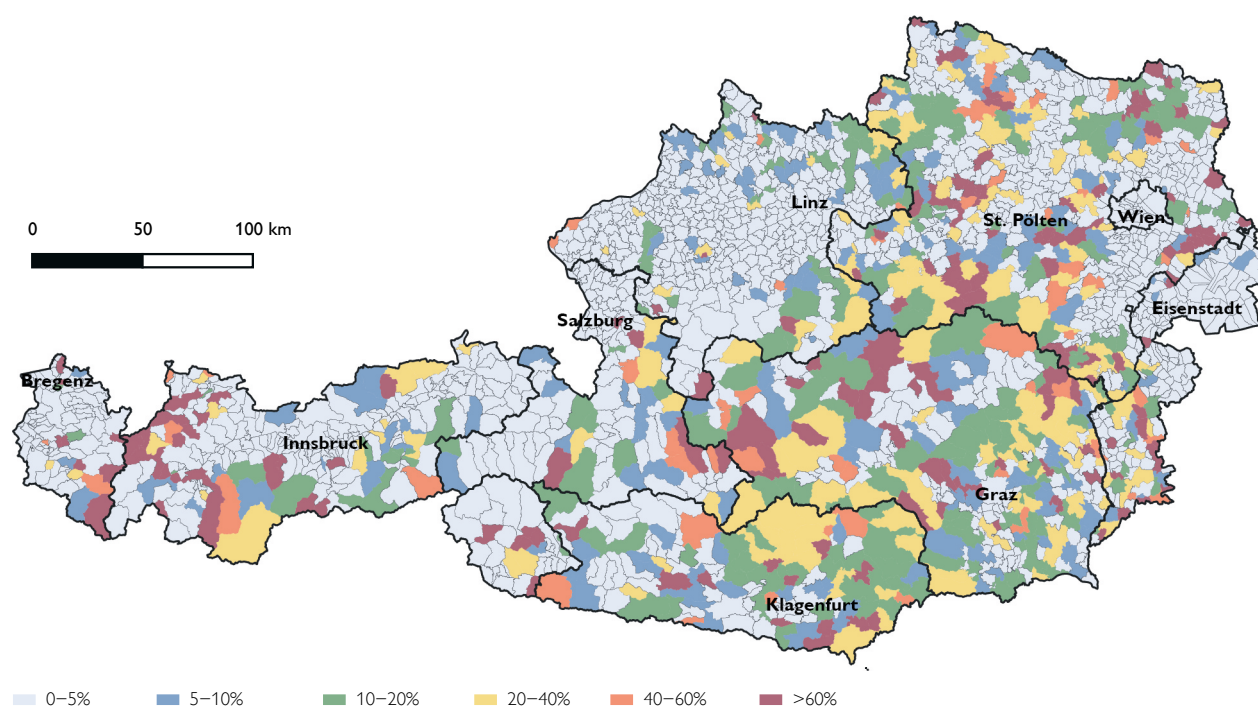 0 50 100 km
Linz
St. Pölten
Wien
Salzburg
Eisenstadt
Bregenz
Innsbruck
Graz
Klagenfurt
0–5% 5–10% 10–20% 20–40% 40–60% >60%